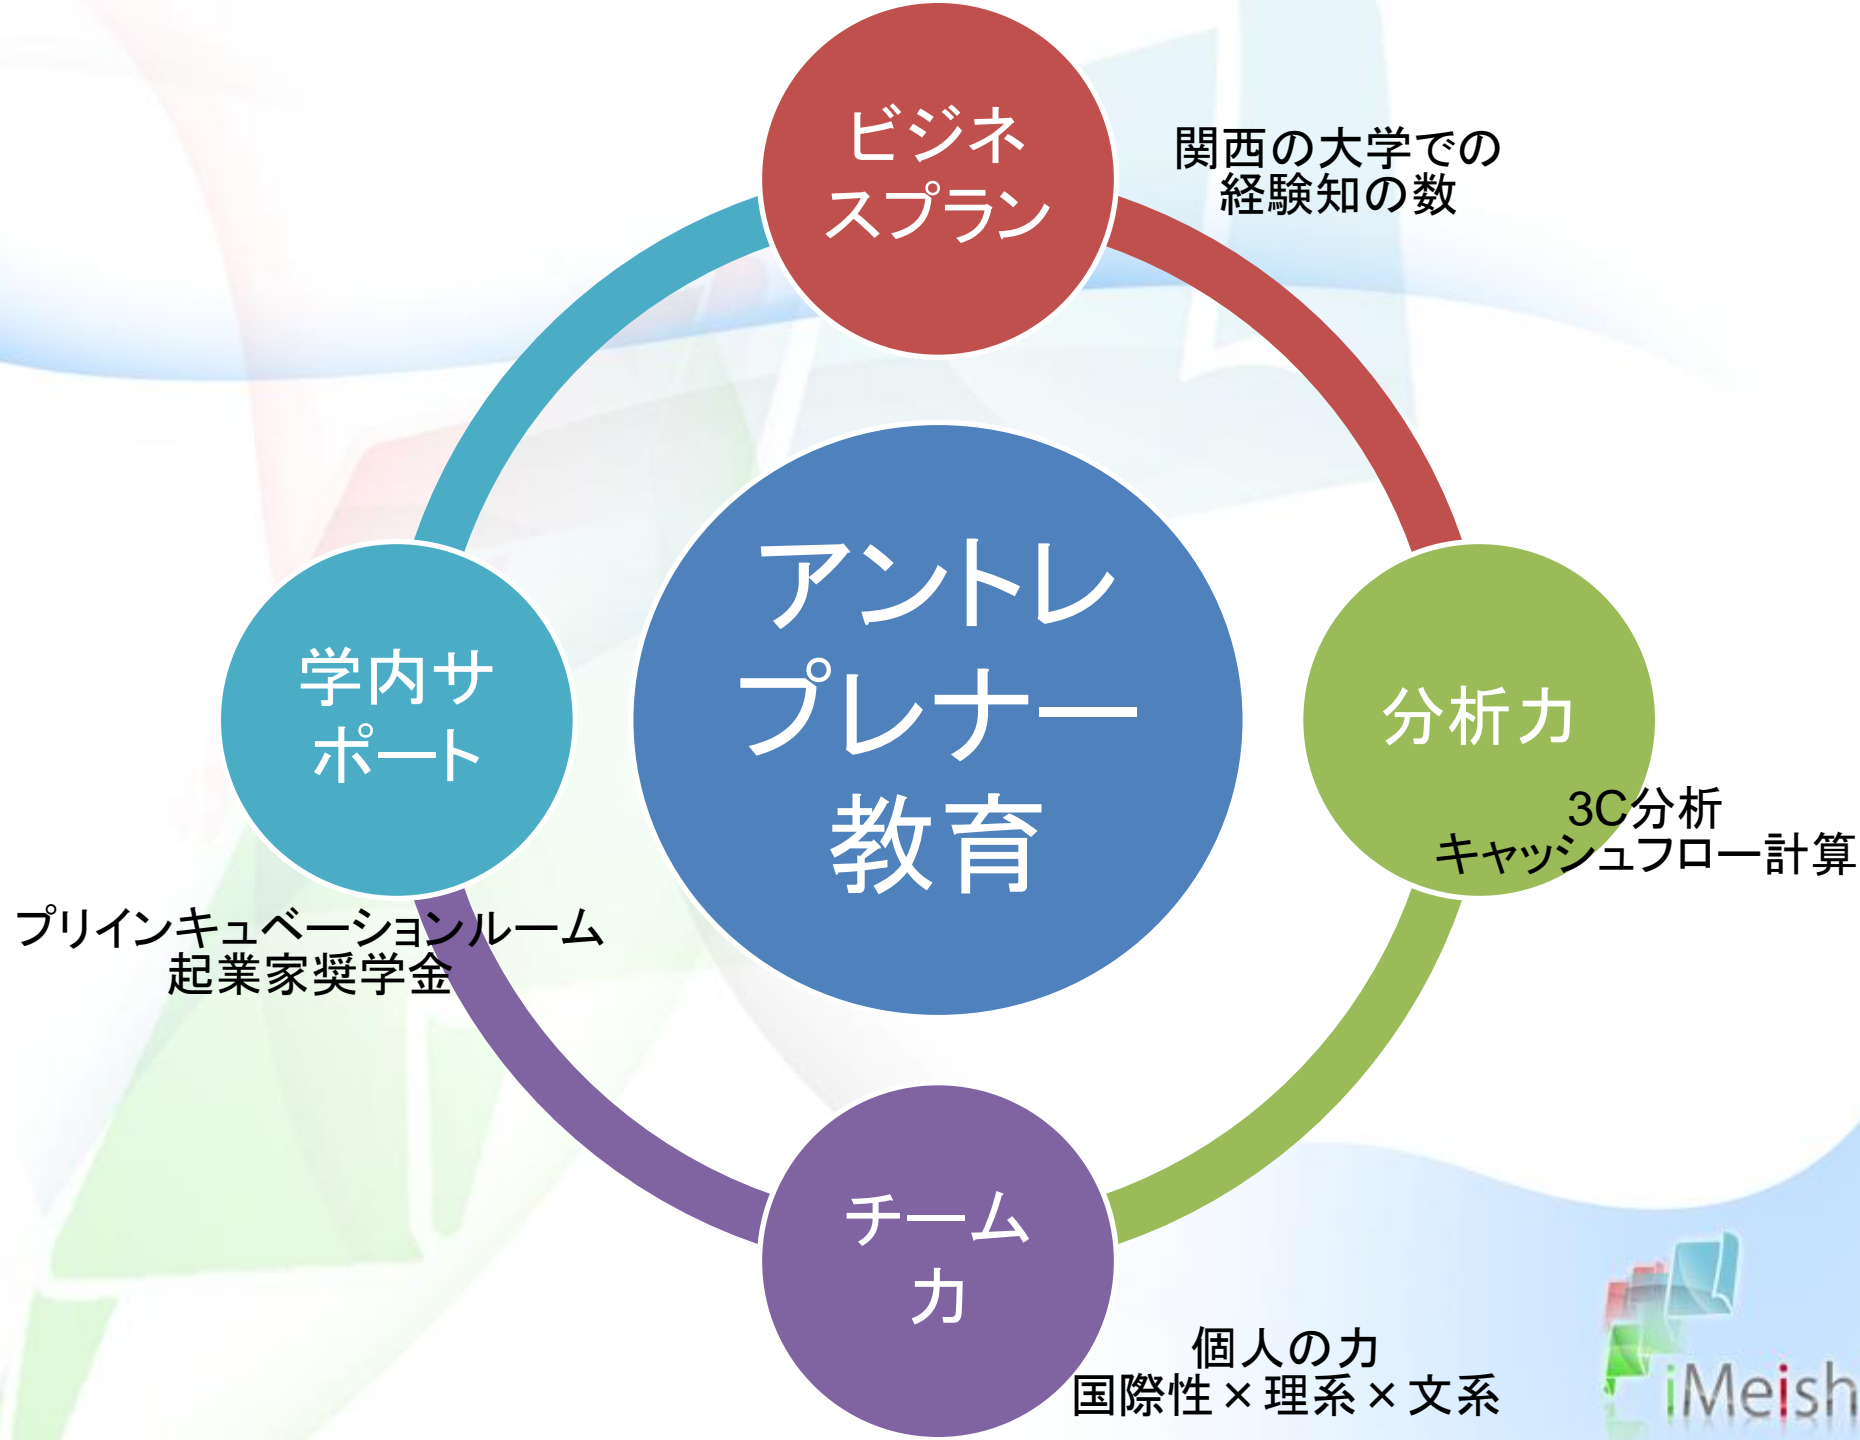 ビジネ
スプラン
関西の大学での
経験知の数
アントレ
プレナー
教育
学内サ
ポート
分析力
3C分析
キャッシュフロー計算
プリインキュベーションルーム
起業家奨学金
チーム
力
個人の力
国際性×理系×文系
iMeish